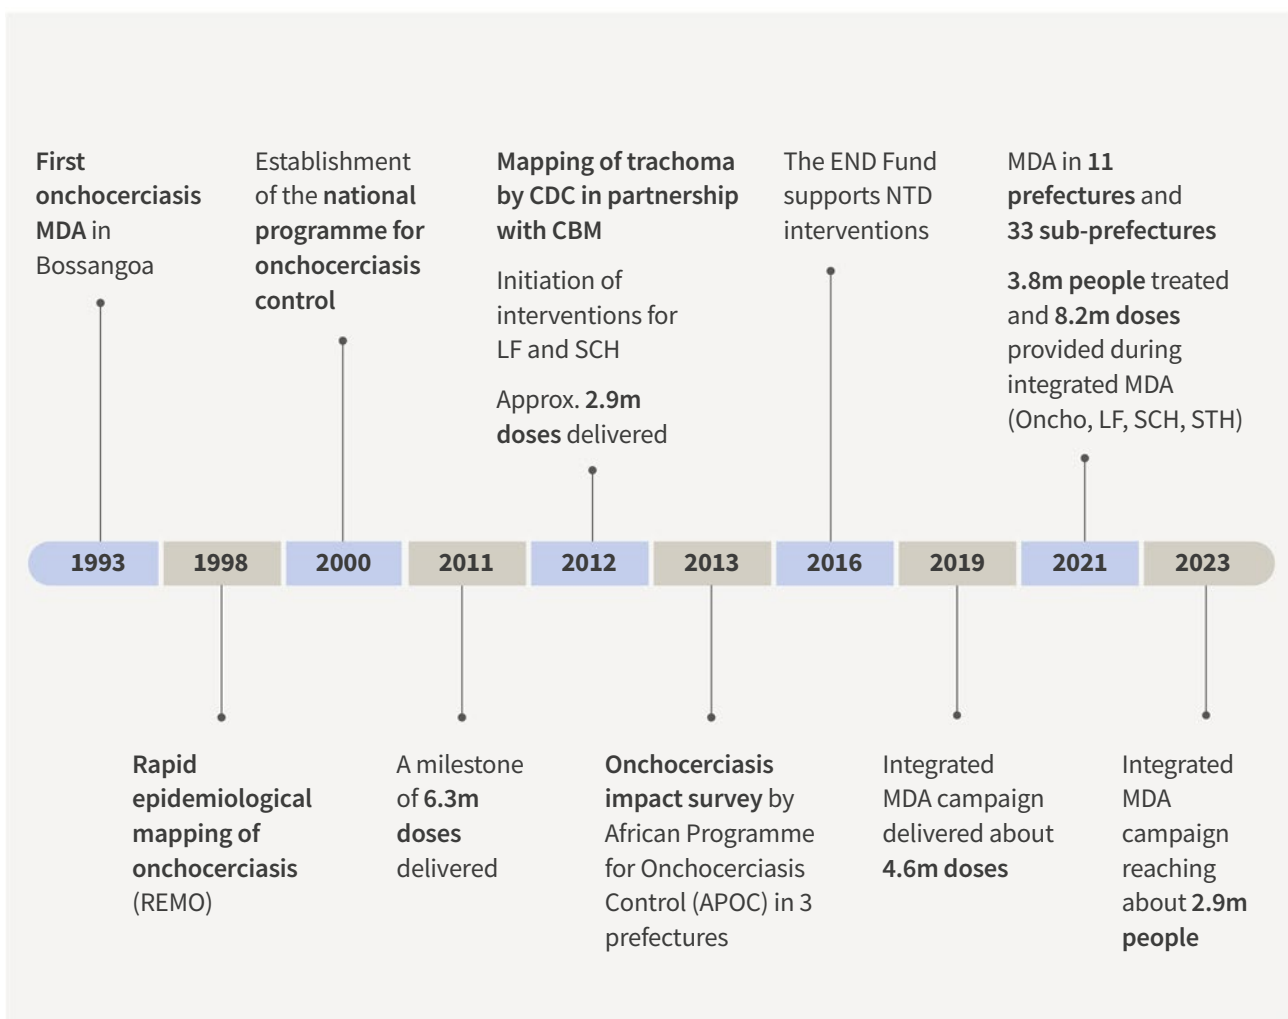 First
onchocerciasis
MDA in
Bossangoa
Establishment
of the national
programme for
onchocerciasis
control
Mapping of trachoma
by CDC in partnership
with CBM
Initiation of
interventions for
LF and SCH
Approx. 2.9m
doses delivered
The END Fund
supports NTD
interventions
MDA in 11
prefectures and
33 sub-prefectures
3.8m people treated
and 8.2m doses
provided during
integrated MDA
(Oncho, LF, SCH, STH)
1993 1998 2000 2011 2012 2013 2016 2019 2021 2023
Rapid
epidemiological
mapping of
onchocerciasis
(REMO)
A milestone
of 6.3m
doses
delivered
Onchocerciasis
impact survey by
African Programme
for Onchocerciasis
Control (APOC) in 3
prefectures
Integrated
MDA campaign
delivered about
4.6m doses
Integrated
MDA
campaign
reaching
about 2.9m
people